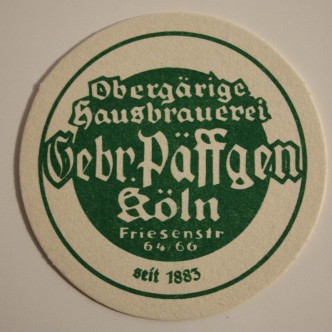 Obergärige
Hausbrauerei
Gebr. Päffgen
Köln
Friesenstr
64/66
seit 1883